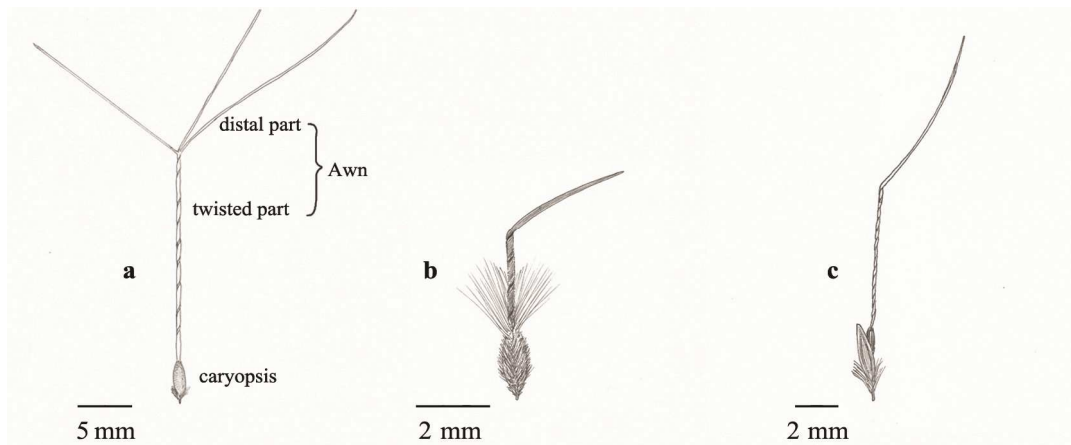 distal part
Awn
twisted part
a
b
c
caryopsis
5 mm
2 mm
2 mm